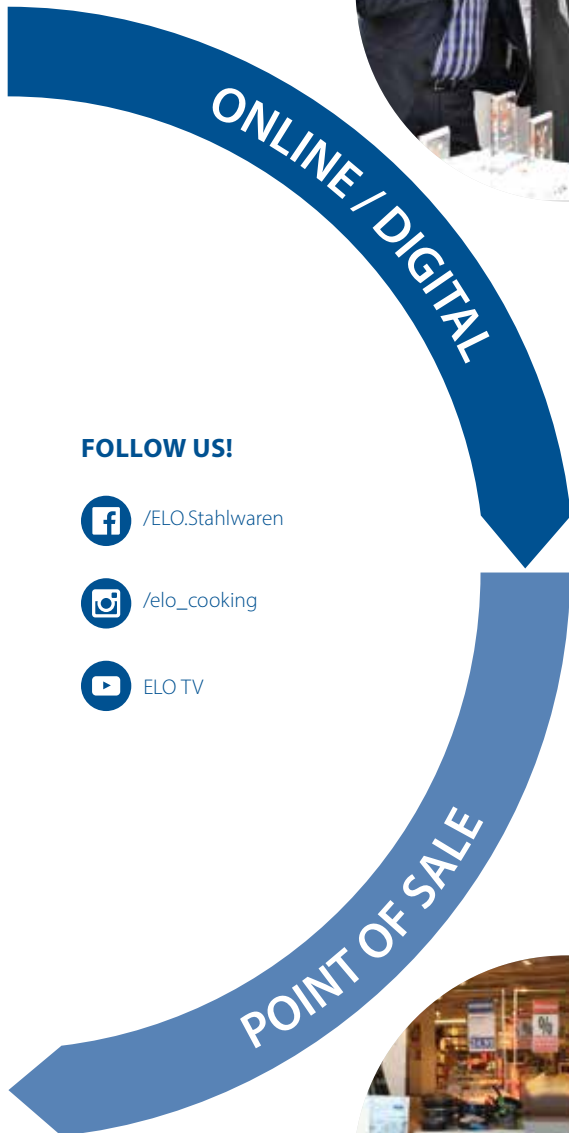 ONLINE / DIGITAL
FOLLOW US!
/ELO.Stahlwaren
/elo_cooking
ELO TV
POINT OF SALE
%
%